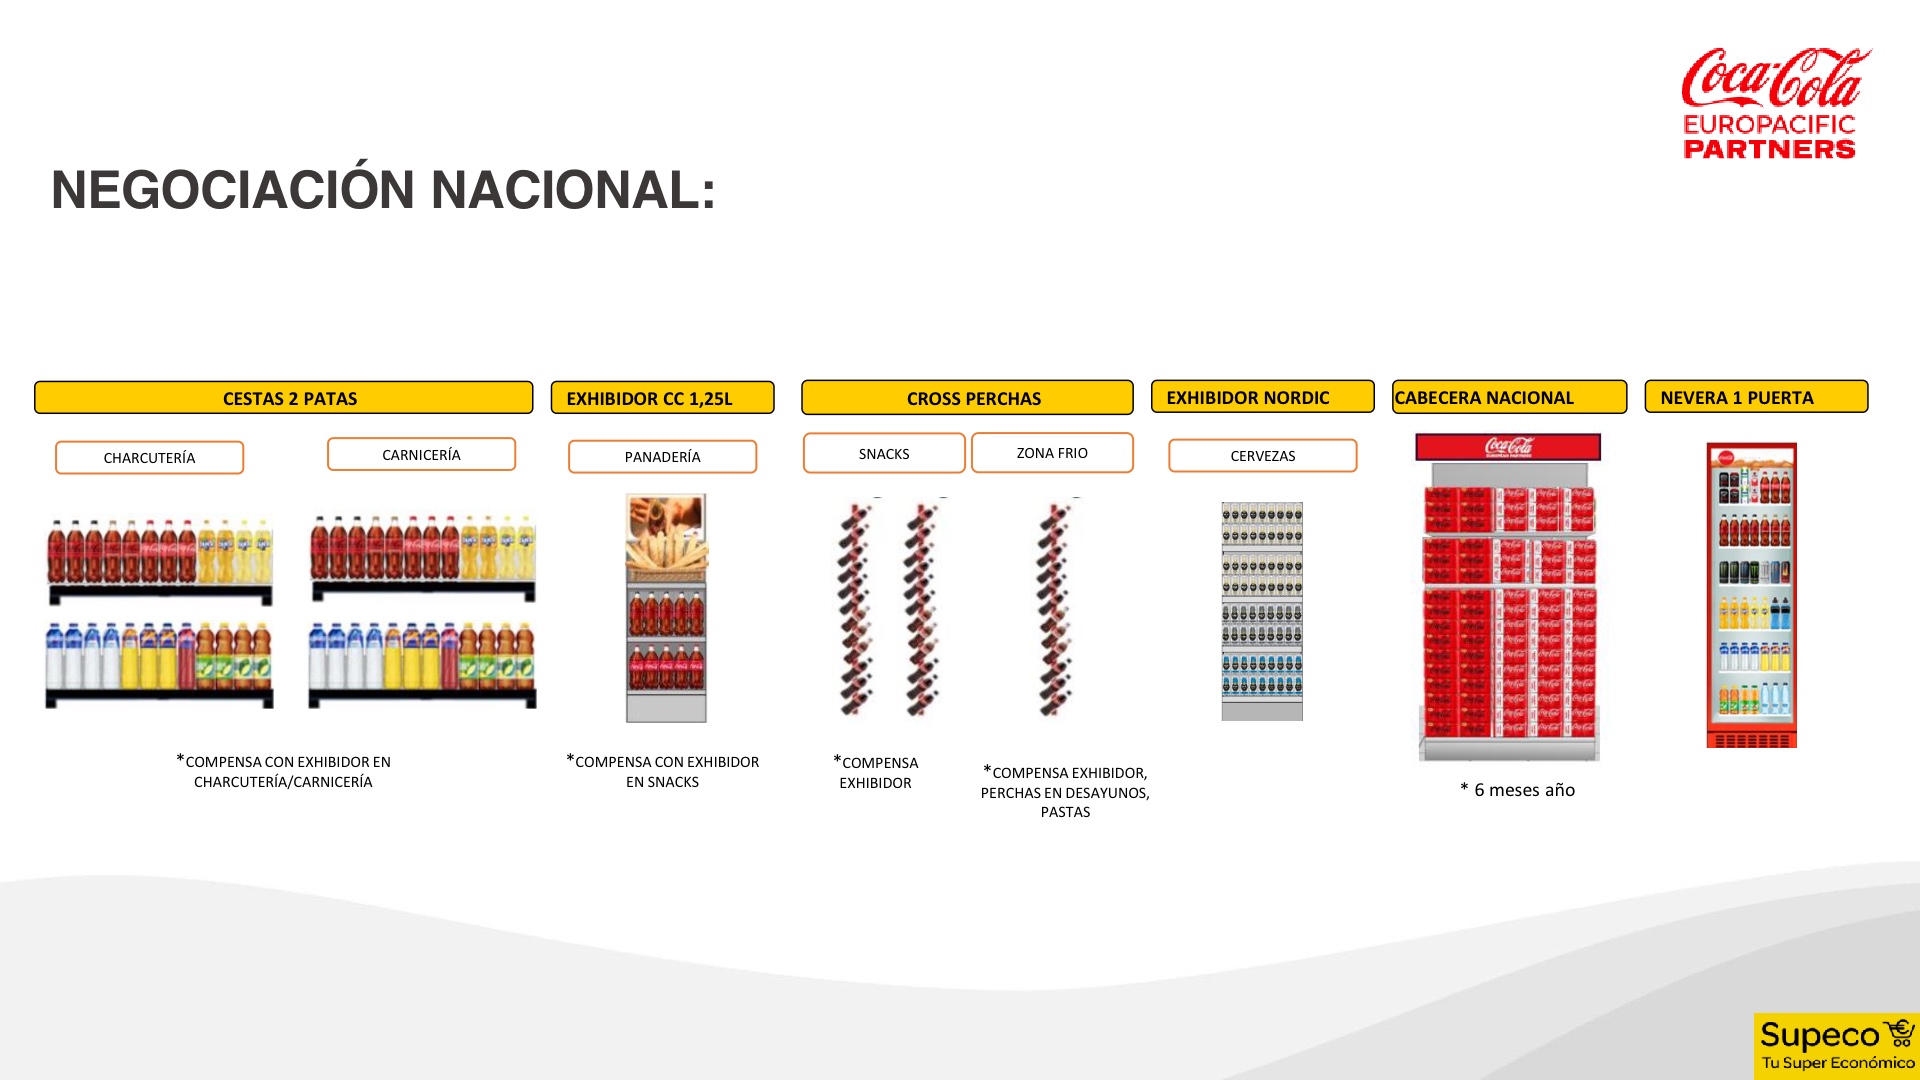 Coca-Cola
EUROPACIFIC
PARTNERS
NEGOCIACIÓN NACIONAL:
CESTAS 2 PATAS
EXHIBIDOR CC 1,25L
CROSS PERCHAS
EXHIBIDOR NORDIC
CABECERA NACIONAL
NEVERA 1 PUERTA
CHARCUTERÍA
CARNICERÍA
PANADERÍA
SNACKS
ZONA FRIO
CERVEZAS
Coca-Cola
*COMPENSA CON EXHIBIDOR EN
CHARCUTERÍA/CARNICERÍA
*COMPENSA CON EXHIBIDOR
EN SNACKS
*COMPENSA
EXHIBIDOR
*COMPENSA EXHIBIDOR,
PERCHAS EN DESAYUNOS,
PASTAS
* 6 meses año
Supeco
Tu Super Económico